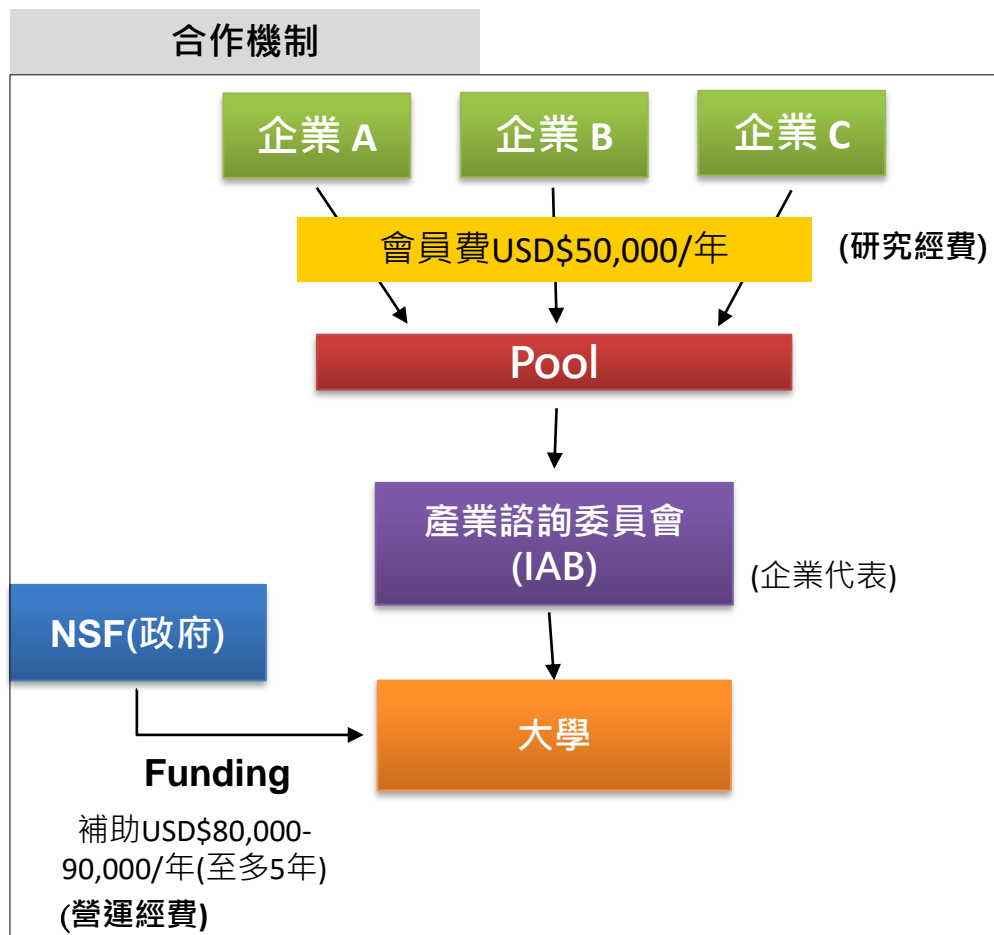 合作機制
企業 A
企業 B
企業 C
會員費USD$50,000/年
(研究經費)
Pool
產業諮詢委員會
(IAB)
(企業代表)
NSF(政府)
大學
Funding
補助USD$80,000-
90,000/年(至多5年)
(營運經費)